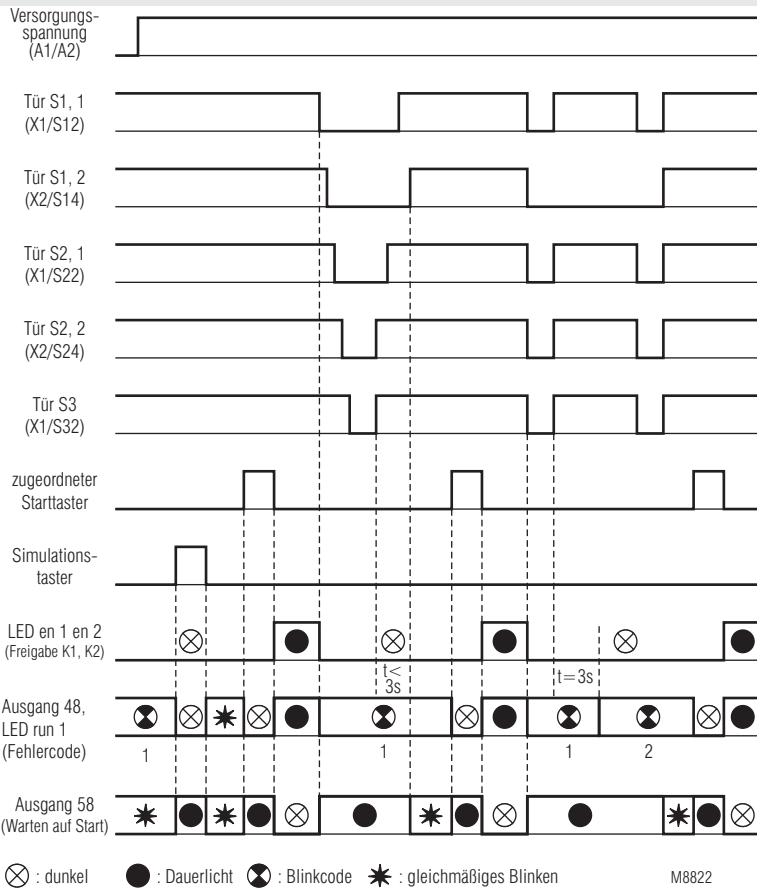 Versorgungs-
spannung
(A1/A2)
Tür S1, 1
(X1/S12)
Tür S1, 2
(X2/S14)
Tür S2, 1
(X1/S22)
Tür S2, 2
(X2/S24)
Tür S3
(X1/S32)
zugeordneter
Starttaster
Simulations-
taster
LED en 1 en 2
(Freigabe K1, K2)
t<
3s
t=3s
Ausgang 48,
LED run 1
(Fehlercode)
1 1 1 2
Ausgang 58
(Warten auf Start)
: dunkel : Dauerlicht : Blinkcode : gleichmäßiges Blinken M8822